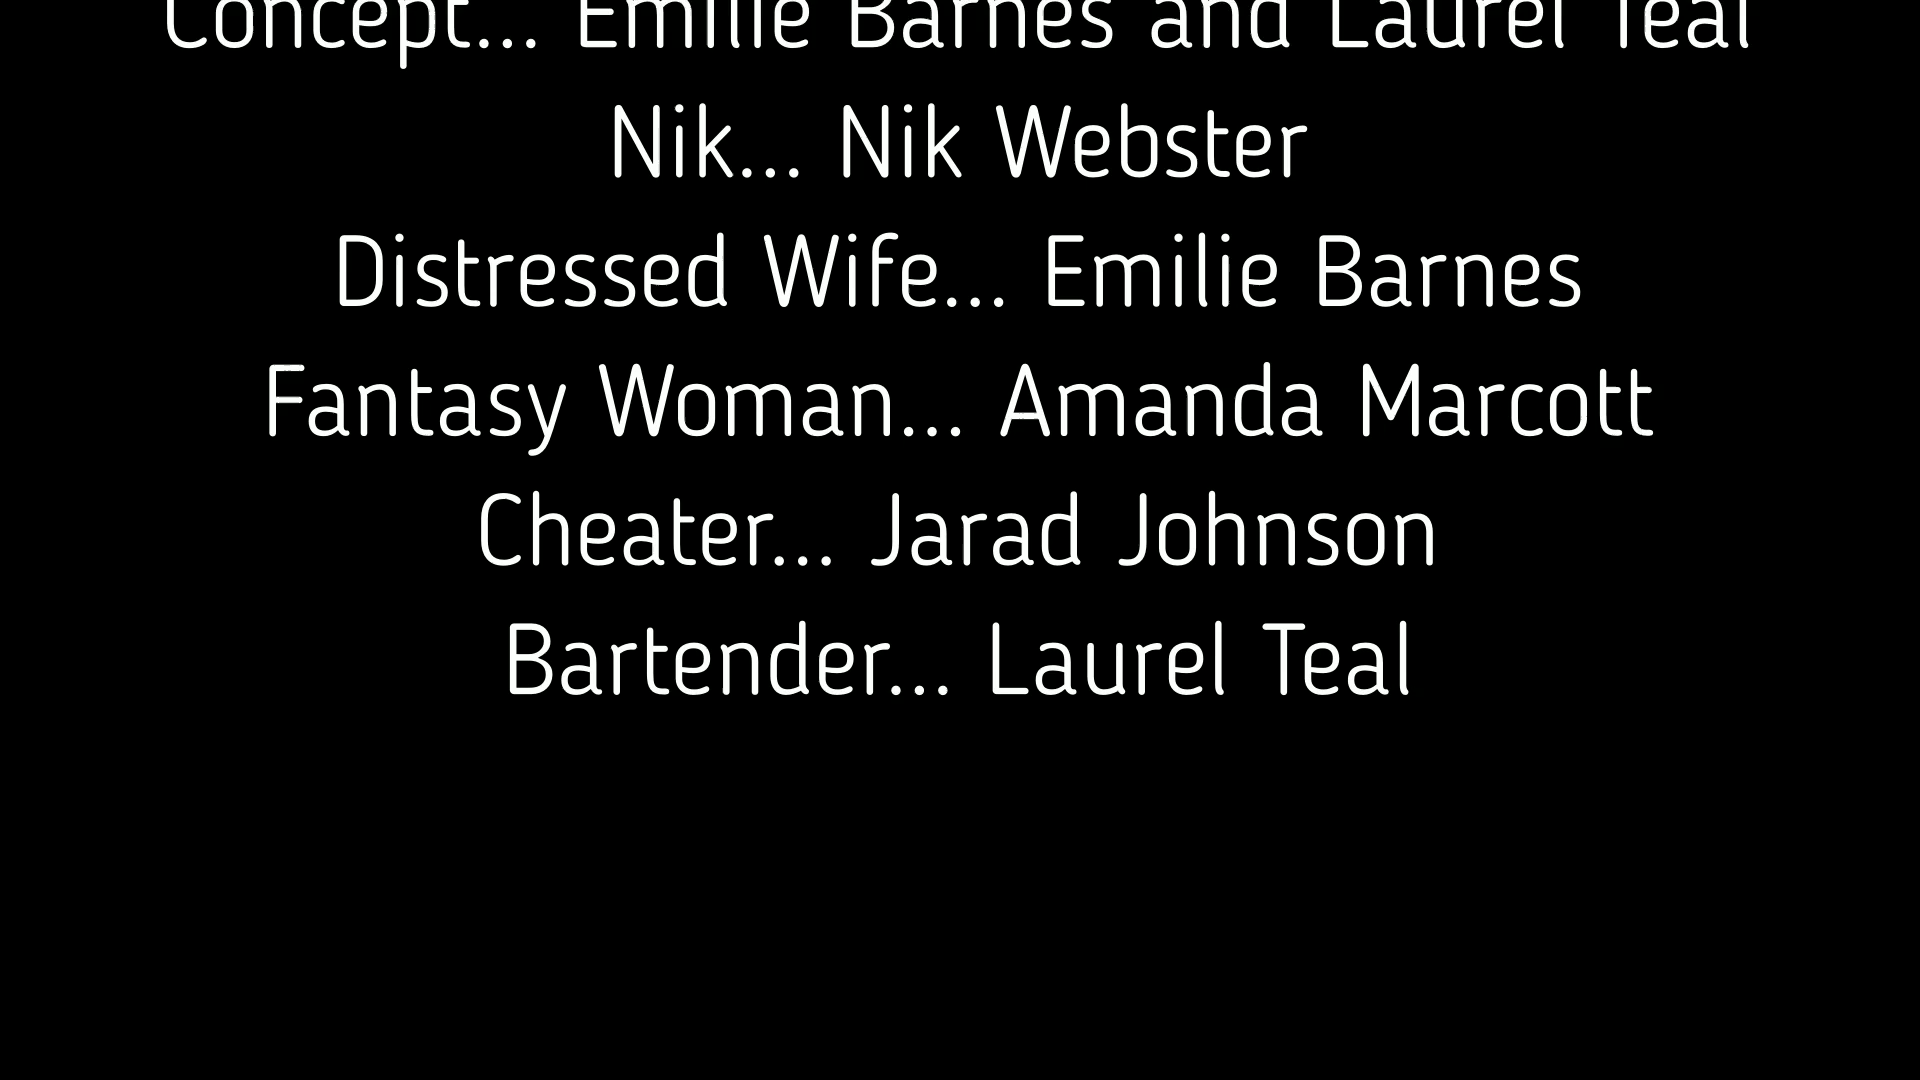 Concept... Emilie Barnes and Laurel Teal
Nik... Nik Webster
Distressed Wife... Emilie Barnes
Fantasy Woman... Amanda Marcott
Cheater... Jarad Johnson
Bartender... Laurel Teal